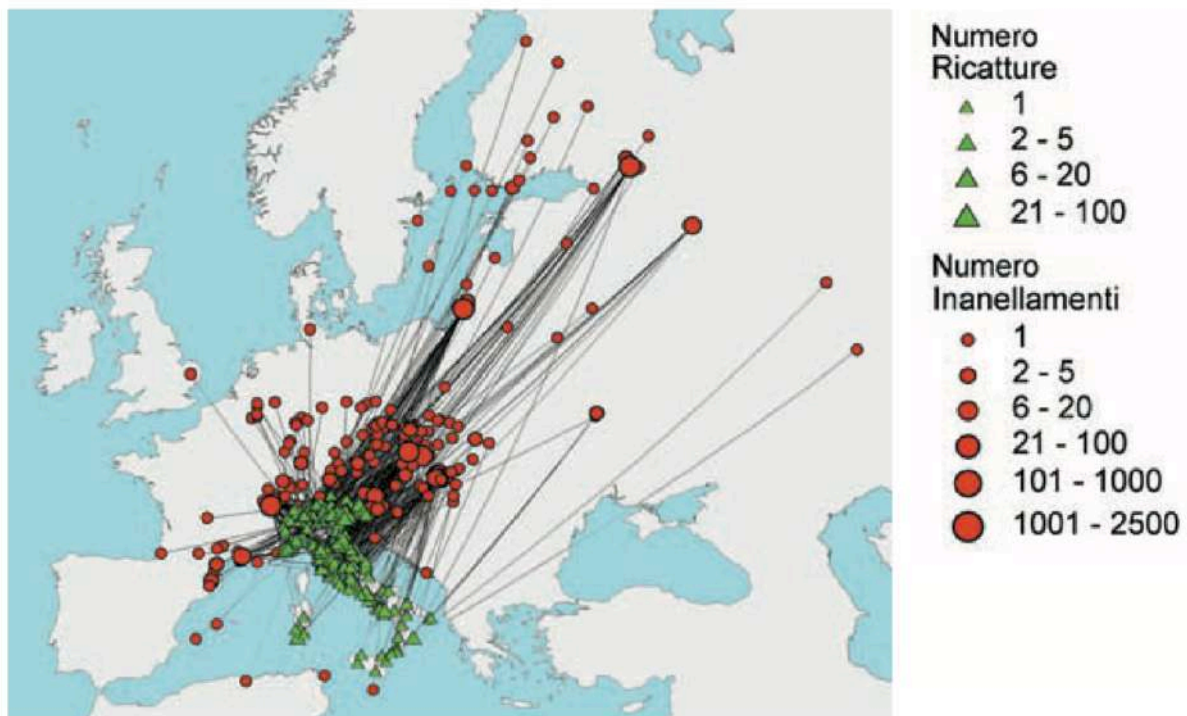 Numero
Ricatture
1
2 - 5
6 - 20
21 - 100
Numero
Inanellamenti
1
2 - 5
6 - 20
21 - 100
101 - 1000
1001 - 2500